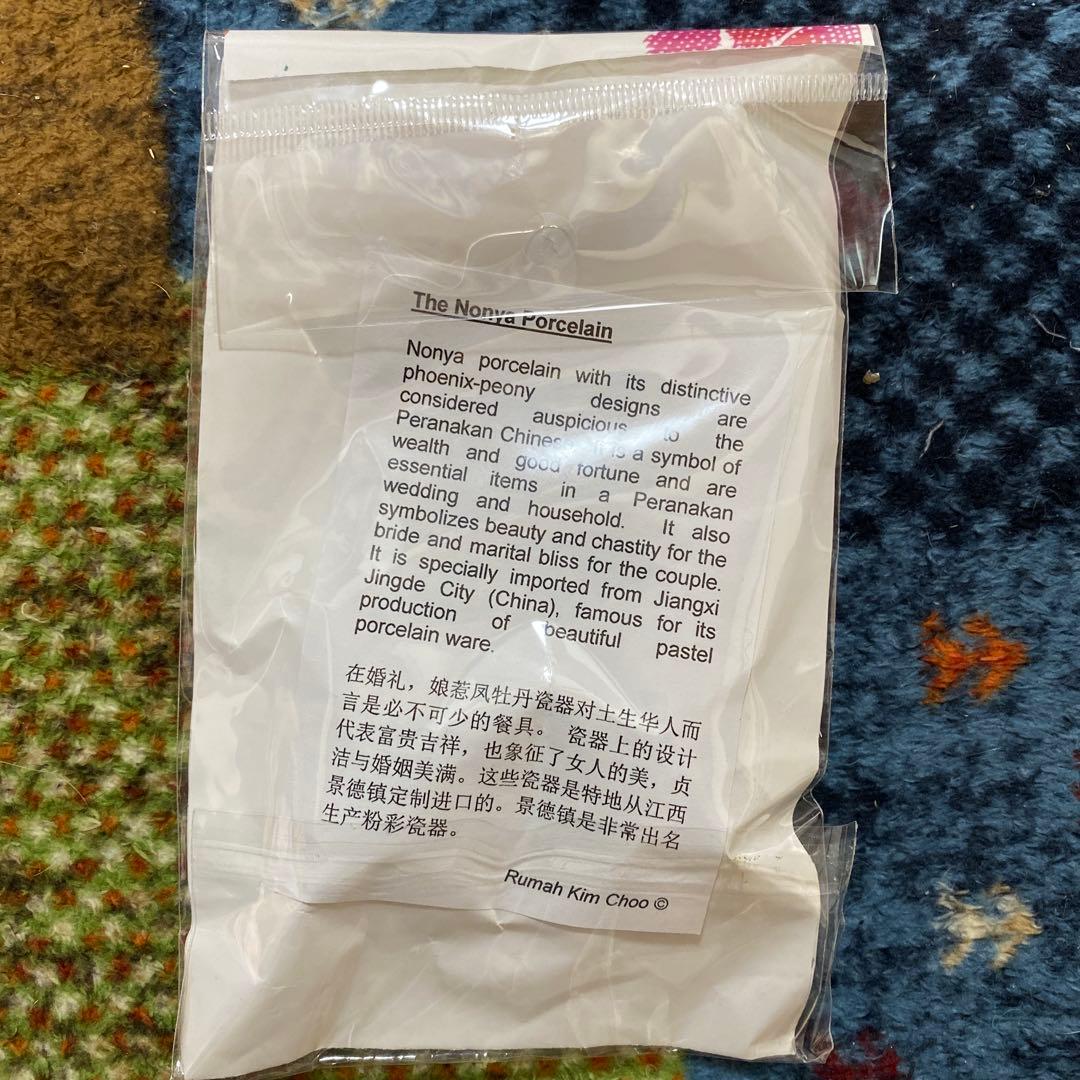 The Nonya Porcelain
Nonya porcelain with its distinctive
phoenix-peony designs are
considered auspicious to the
Peranakan Chinese. It is a symbol of
wealth and good fortune and are
essential items in a Peranakan
wedding and household. It also
symbolizes beauty and chastity for the
bride and marital bliss for the couple.
It is specially imported from Jiangxi
Jingde City (China), famous for its
production of beautiful pastel
porcelain ware.
在婚礼，娘惹凤牡丹瓷器对土生华人而
言是必不可少的餐具。 瓷器上的设计
代表富贵吉祥，也象征了女人的美，贞
洁与婚姻美满。这些瓷器是特地从江西
景德镇定制进口的。景德镇是非常出名
生产粉彩瓷器。
Rumah Kim Choo ©